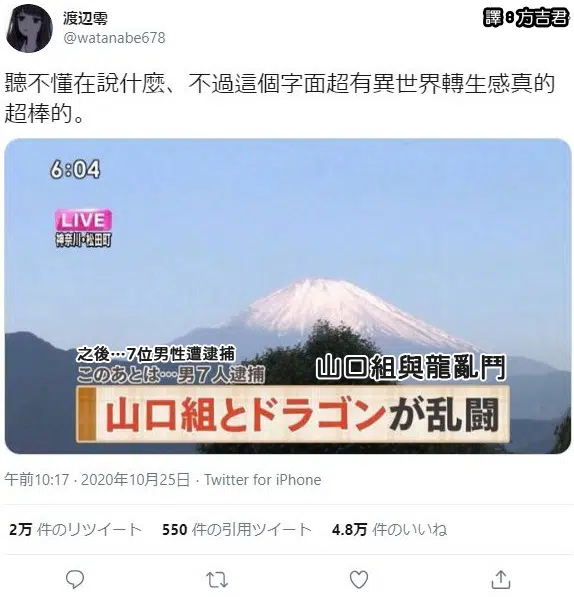 渡辺零
譯:方吉君
@watanabe678
聽不懂在說什麼、不過這個字面超有異世界轉生感真的
超棒的。
6:04
LIVE
神奈川・松田町
之後…7位男性遭逮捕
このあとは…男7人逮捕
山口組與龍亂鬥
山口組とドラゴンが乱闘
午前10:17 · 2020年10月25日 · Twitter for iPhone
2万 件のリツイート 550 件の引用ツイート 4.8万 件のいいね